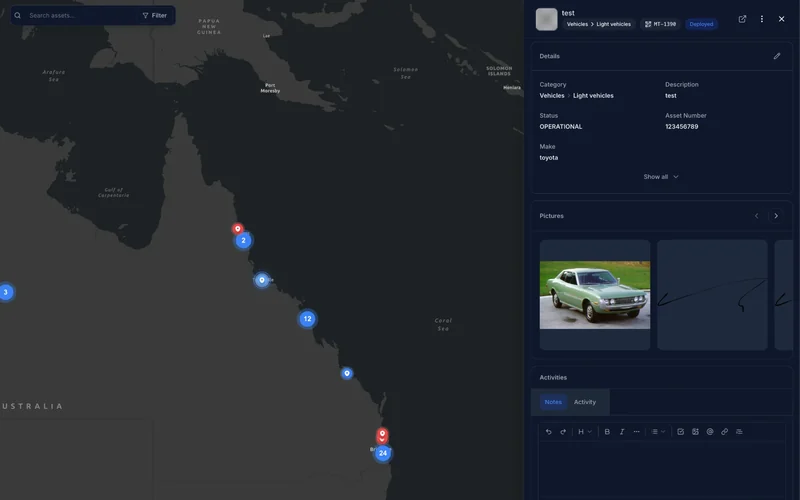 Search assets...
Filter
PAPUA
NEW
GUINEA
Lae
Arafura
Sea
Solomon
Sea
SOLOMON
ISLANDS
Port
Moresby
Honiara
Gulf of
Carpentaria
2
3
12
Coral
Sea
USTRALIA
24
test
Vehicles > Light vehicles
MT-1390
Deployed
Details
Category
Vehicles > Light vehicles
Description
test
Status
OPERATIONAL
Asset Number
123456789
Make
toyota
Show all
Pictures
Activities
Notes
Activity
H
B
I